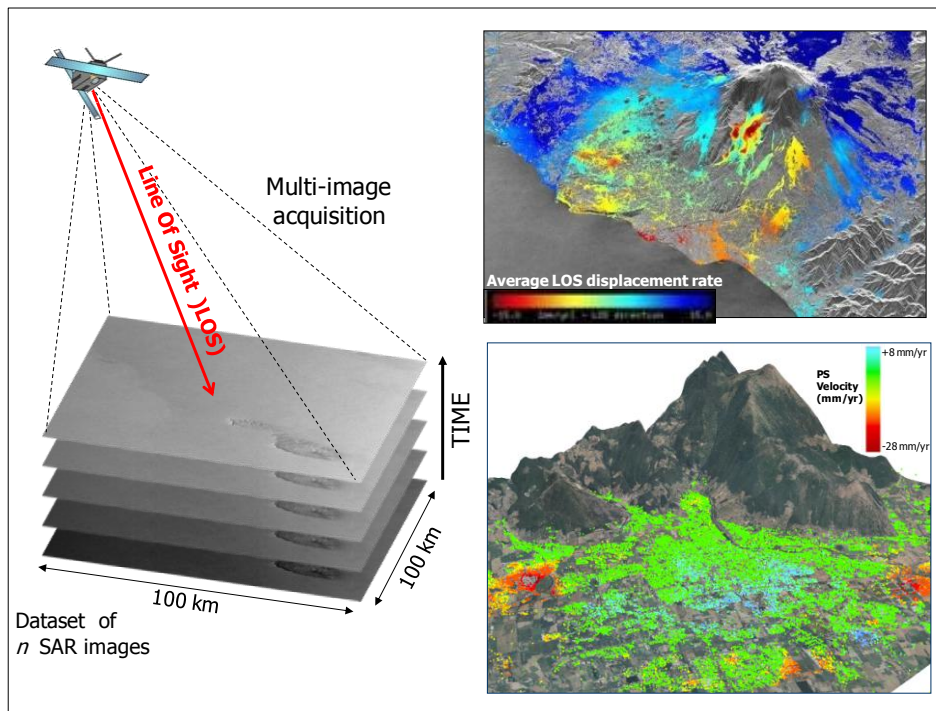 Multi-image
acquisition
Line Of Sight )LOS)
TIME
100 km
100 km
Dataset of
n SAR images
Average LOS displacement rate
+8 mm/yr
PS
Velocity
(mm/yr)
-28 mm/yr